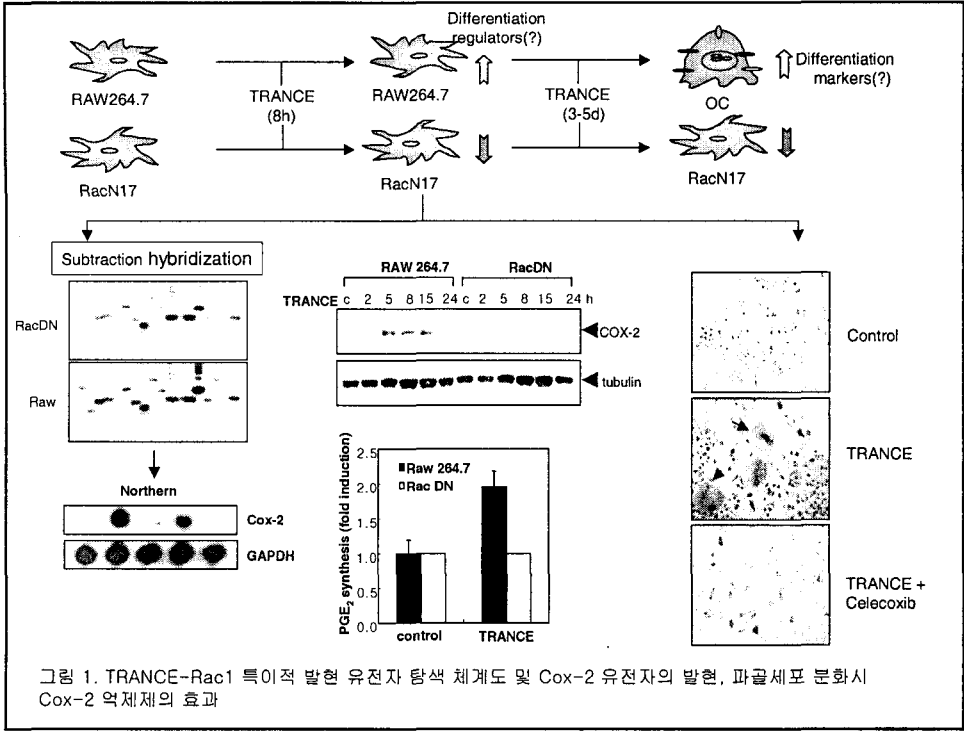 Differentiation
regulators(?)
RAW264.7
TRANCE
(8h)
RAW264.7
TRANCE
(3-5d)
OC
Differentiation
markers(?)
RacN17
RacN17
RacN17
Subtraction hybridization
RacDN
Raw
Northern
Cox-2
GAPDH
RAW 264.7 RacDN
TRANCE c 2 5 8 15 24 c 2 5 8 15 24 h
COX-2
tubulin
PGE2 synthesis (fold induction)
2.5
2.0
1.5
1.0
0.5
0.0
Raw 264.7
Rac DN
control TRANCE
Control
TRANCE
TRANCE +
Celecoxib
그림 1. TRANCE-Rac1 특이적 발현 유전자 탐색 체계도 및 Cox-2 유전자의 발현, 파골세포 분화시
Cox-2 억제제의 효과